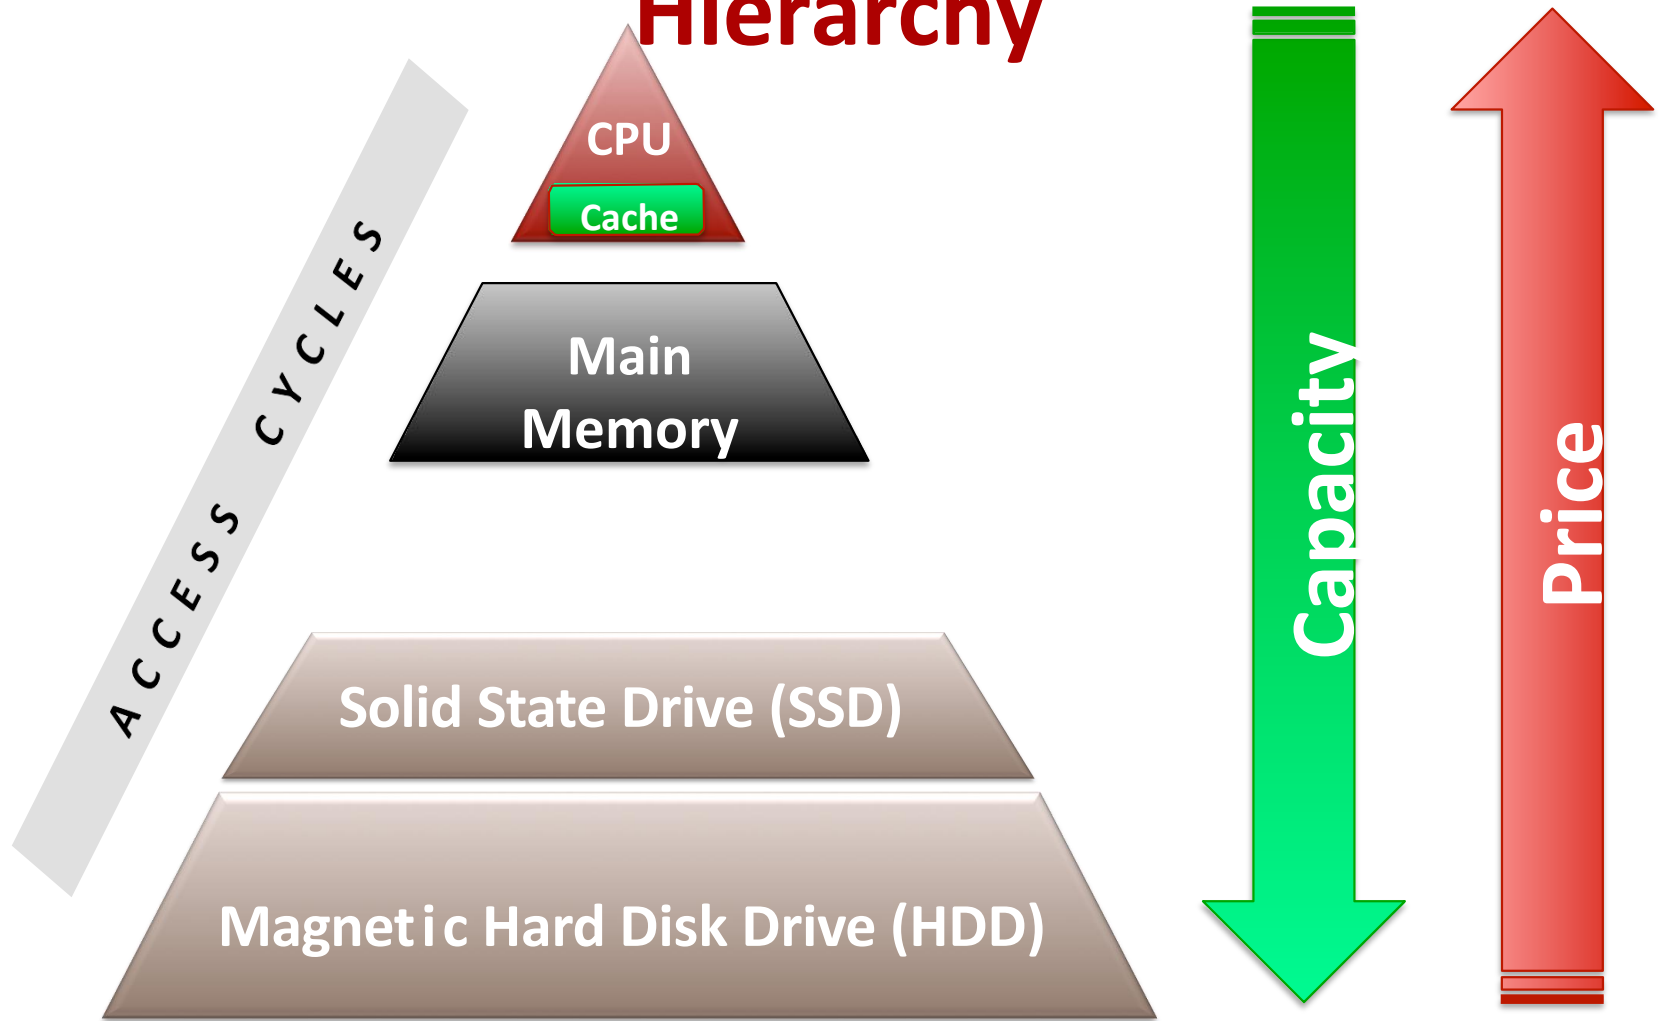 Hierarchy
CPU
Cache
ACCESS CYCLES
Main
Memory
Solid State Drive (SSD)
Magnetic Hard Disk Drive (HDD)
Capacity
Price